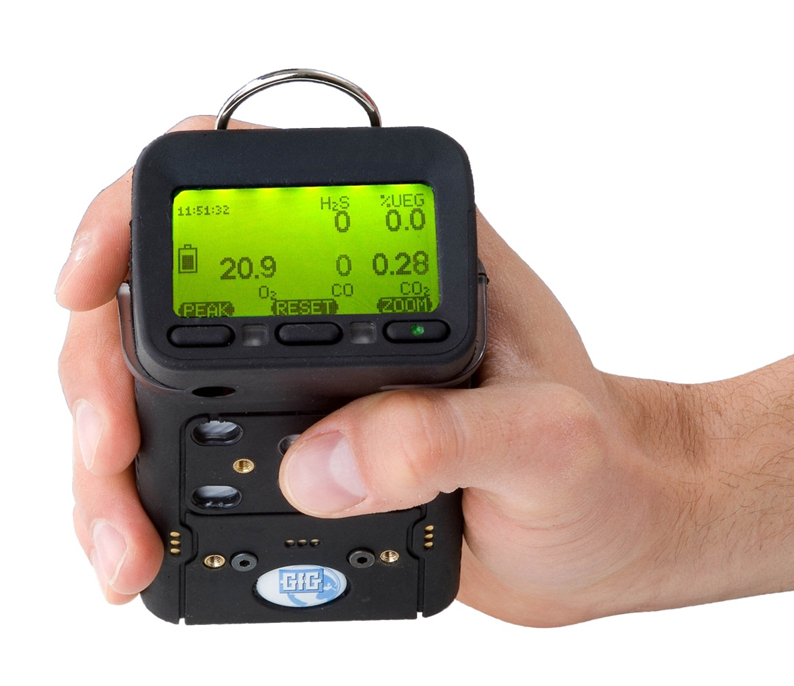 11:51:32 H₂S %UEG
0 0.0
20.9 0 0.28
O₂ CO CO₂
PEAK RESET ZOOM
GfG